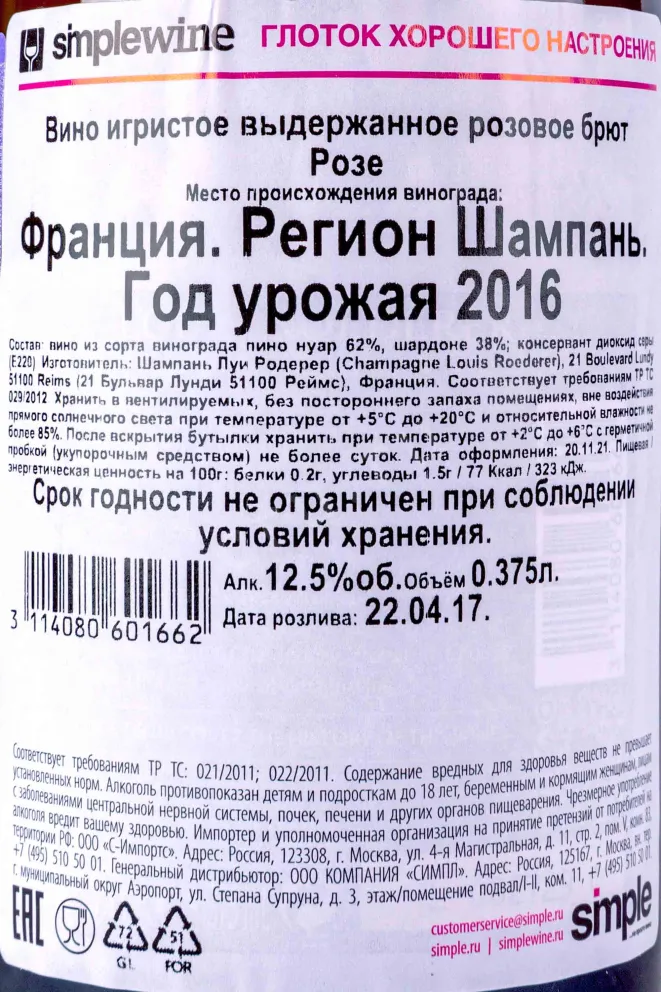 simplewine ГЛОТОК ХОРОШЕГО НАСТРОЕНИЯ
Вино игристое выдержанное розовое брют
Розе
Место происхождения винограда:
Франция. Регион Шампань.
Год урожая 2016
Состав: вино из сорта винограда пино нуар 62%, шардоне 38%; консервант диоксид серы
(E220) Изготовитель: Шампань Луи Родерер (Champagne Louis Roederer), 21 Boulevard Lundy
51100 Reims (21 Бульвар Лунди 51100 Реймс), Франция. Соответствует требованиям ТР ТС
029/2012. Хранить в вентилируемых, без постороннего запаха помещениях, вне воздействия
прямого солнечного света при температуре от +5°C до +20°C и относительной влажности не
более 85%. После вскрытия бутылки хранить при температуре от +2°C до +6°C с герметичной
пробкой (укупорочным средством) не более суток. Дата оформления: 20.11.21. Пищевая /
энергетическая ценность на 100г: белки 0.2г, углеводы 1.5г / 77 Ккал / 323 кДж.
Срок годности не ограничен при соблюдении
условий хранения.
Алк. 12.5%об. Объём 0.375л.
3 114080 601662
Дата розлива: 22.04.17.
Соответствует требованиям ТР ТС: 021/2011; 022/2011. Содержание вредных для здоровья веществ не превышает
установленных норм. Алкоголь противопоказан детям и подросткам до 18 лет, беременным и кормящим женщинам, лицам
с заболеваниями центральной нервной системы, почек, печени и других органов пищеварения. Чрезмерное употребление
алкоголя вредит вашему здоровью. Импортер и уполномоченная организация на принятие претензий от потребителей на
территории РФ: ООО «С-Импортс». Адрес: Россия, 123308, г. Москва, ул. 4-я Магистральная, д. 11, стр. 2, пом. V, комн. 83,
+7 (495) 510 50 01. Генеральный дистрибьютор: ООО КОМПАНИЯ «СИМПЛ». Адрес: Россия, 125167, г. Москва, вн. тер.
г. муниципальный округ Аэропорт, ул. Степана Супруна, д. 3, этаж/помещение подвал/I-II, ком. 11, +7 (495) 510 50 01.
EAC
72
GL
51
FOR
customerservice@simple.ru
simple.ru | simplewine.ru
simple